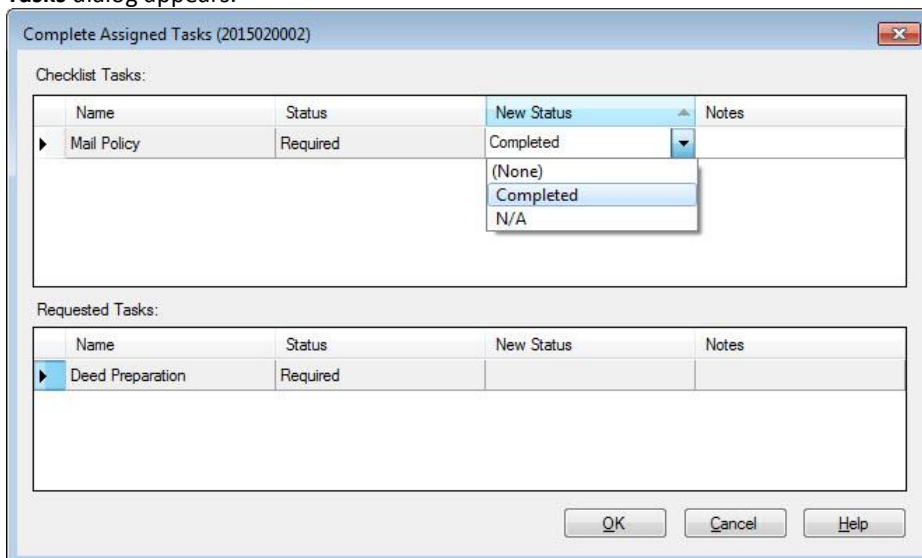 Tasks dialog appears.
Complete Assigned Tasks (2015020002)
Checklist Tasks:
Name Status New Status Notes
Mail Policy Required Completed
(None)
Completed
N/A
Requested Tasks:
Name Status New Status Notes
Deed Preparation Required
OK Cancel Help